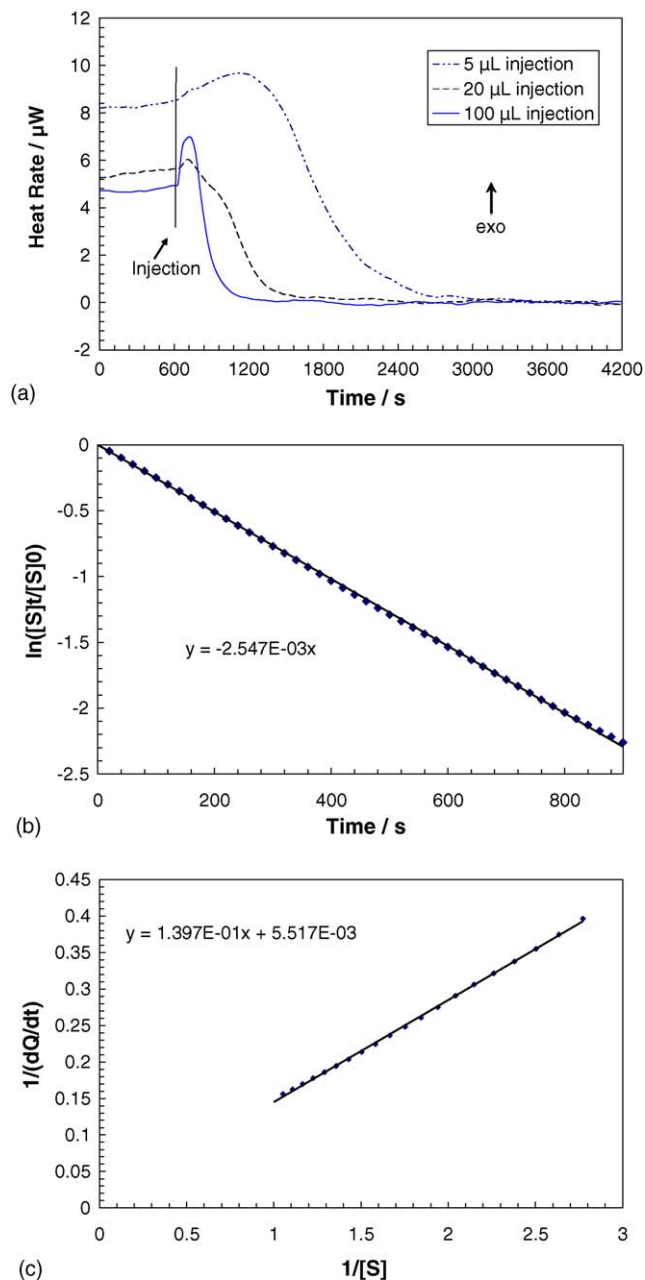 12
10
8
6
4
2
0
-2
Heat Rate / µW
5 µL injection
20 µL injection
100 µL injection
Injection
exo
0 600 1200 1800 2400 3000 3600 4200
Time / s
(a)
0
-0.5
-1
-1.5
-2
-2.5
ln([S]t/[S]0)
y = -2.547E-03x
0 200 400 600 800
Time / s
(b)
0.45
0.4
0.35
0.3
0.25
0.2
0.15
0.1
0.05
0
1/(dQ/dt)
y = 1.397E-01x + 5.517E-03
0 0.5 1 1.5 2 2.5 3
1/[S]
(c)